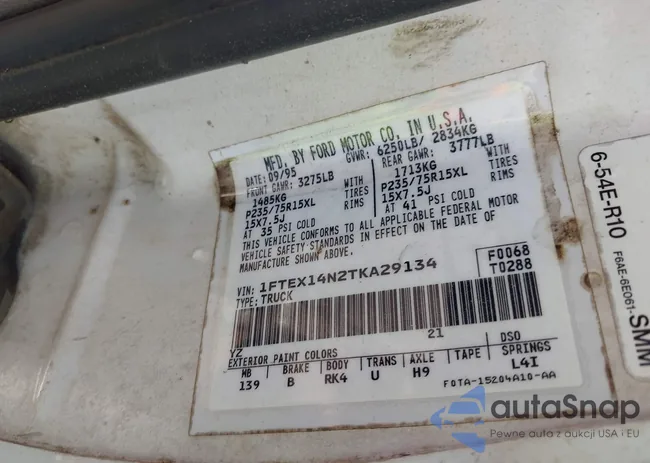 MFD. BY FORD MOTOR CO. IN U.S.A.
DATE: 09/95 GVWR: 6250LB/ 2834KG
FRONT GAWR: 3275LB REAR GAWR: 3777LB
1485KG WITH 1713KG WITH
P235/75R15XL TIRES P235/75R15XL TIRES
15X7.5J RIMS 15X7.5J RIMS
AT 35 PSI COLD AT 41 PSI COLD
THIS VEHICLE CONFORMS TO ALL APPLICABLE FEDERAL MOTOR
VEHICLE SAFETY STANDARDS IN EFFECT ON THE DATE OF
MANUFACTURE SHOWN ABOVE.
VIN: 1FTEX14N2TKA29134
TYPE: TRUCK
F0068
T0288
YZ 21
EXTERIOR PAINT COLORS DSO
MB BRAKE BODY TRANS AXLE TAPE SPRINGS
139 B RK4 U H9 L4I
F0TA-15204A10-AA
6-54E-R10
F6AE-6E061-
SMM
autaSnap
Pewne auta z aukcji USA i EU